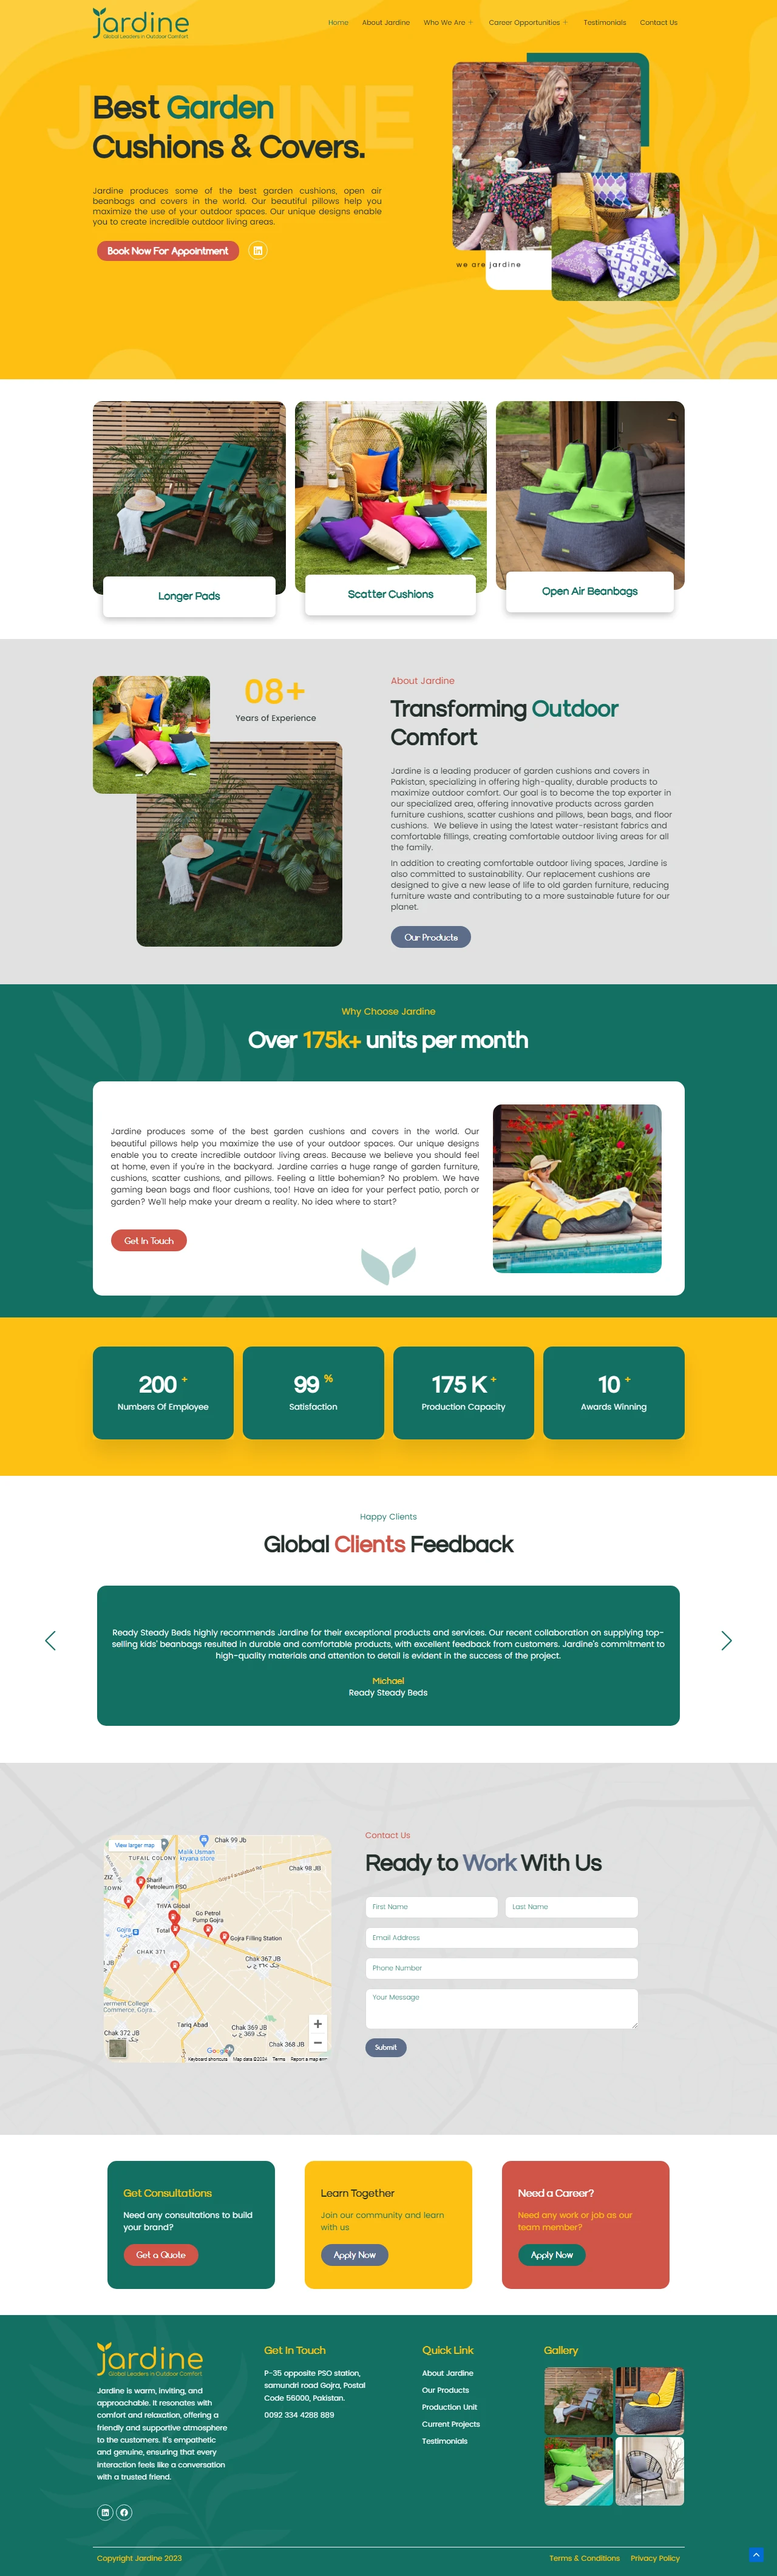 Jardine
Global Leaders in Outdoor Comfort
Home
About Jardine
Who We Are +
Career Opportunities +
Testimonials
Contact Us
JARDINE
Best Garden
Cushions & Covers.
Jardine produces some of the best garden cushions, open air
beanbags and covers in the world. Our beautiful pillows help you
maximize the use of your outdoor spaces. Our unique designs enable
you to create incredible outdoor living areas.
Book Now For Appointment
we are jardine
Longer Pads
Scatter Cushions
Open Air Beanbags
08+
Years of Experience
About Jardine
Transforming Outdoor
Comfort
Jardine is a leading producer of garden cushions and covers in
Pakistan, specializing in offering high-quality, durable products to
maximize outdoor comfort. Our goal is to become the top exporter in
our specialized area, offering innovative products across garden
furniture cushions, scatter cushions and pillows, bean bags, and floor
cushions.  We believe in using the latest water-resistant fabrics and
comfortable fillings, creating comfortable outdoor living areas for all
the family.
In addition to creating comfortable outdoor living spaces, Jardine is
also committed to sustainability. Our replacement cushions are
designed to give a new lease of life to old garden furniture, reducing
furniture waste and contributing to a more sustainable future for our
planet.
Our Products
Why Choose Jardine
Over 175k+ units per month
Jardine produces some of the best garden cushions and covers in the world. Our
beautiful pillows help you maximize the use of your outdoor spaces. Our unique designs
enable you to create incredible outdoor living areas. Because we believe you should feel
at home, even if you're in the backyard. Jardine carries a huge range of garden furniture,
cushions, scatter cushions, and pillows. Feeling a little bohemian? No problem. We have
gaming bean bags and floor cushions, too! Have an idea for your perfect patio, porch or
garden? We'll help make your dream a reality. No idea where to start?
Get In Touch
200 +
Numbers Of Employee
99 %
Satisfaction
175 K +
Production Capacity
10 +
Awards Winning
Happy Clients
Global Clients Feedback
Ready Steady Beds highly recommends Jardine for their exceptional products and services. Our recent collaboration on supplying top-
selling kids' beanbags resulted in durable and comfortable products, with excellent feedback from customers. Jardine's commitment to
high-quality materials and attention to detail is evident in the success of the project.
Michael
Ready Steady Beds
View larger map
Chak 99 Jb
Malik Usman
kryana store
TUFAIL COLONY
Chak 98 JB
Gojra-Faisalabad Rd
ZIZ
TOWN
Sharif
Petroleum PSO
TriVA Global
Go Petrol
Pump Gojra
Gojra
Total
Gojra Filling Station
CHAK 371
Chak 367 JB
چک ٣٦٧ ج ب
JB
vernment College
Commerce, Gojra...
Tariq Abad
Chak 372 JB
Chak 369 JB
چک 369 ج ب
Chak 368 JB
Google
Keyboard shortcuts
Map data ©2024
Terms
Report a map error
Contact Us
Ready to Work With Us
First Name
Last Name
Email Address
Phone Number
Your Message
Submit
Get Consultations
Need any consultations to build
your brand?
Get a Quote
Learn Together
Join our community and learn
with us
Apply Now
Need a Career?
Need any work or job as our
team member?
Apply Now
Jardine
Global Leaders in Outdoor Comfort
Jardine is warm, inviting, and
approachable. It resonates with
comfort and relaxation, offering a
friendly and supportive atmosphere
to the customers. It's empathetic
and genuine, ensuring that every
interaction feels like a conversation
with a trusted friend.
Get In Touch
P-35 opposite PSO station,
samundri road Gojra, Postal
Code 56000, Pakistan.
0092 334 4288 889
Quick Link
About Jardine
Our Products
Production Unit
Current Projects
Testimonials
Gallery
Copyright Jardine 2023
Terms & Conditions
Privacy Policy